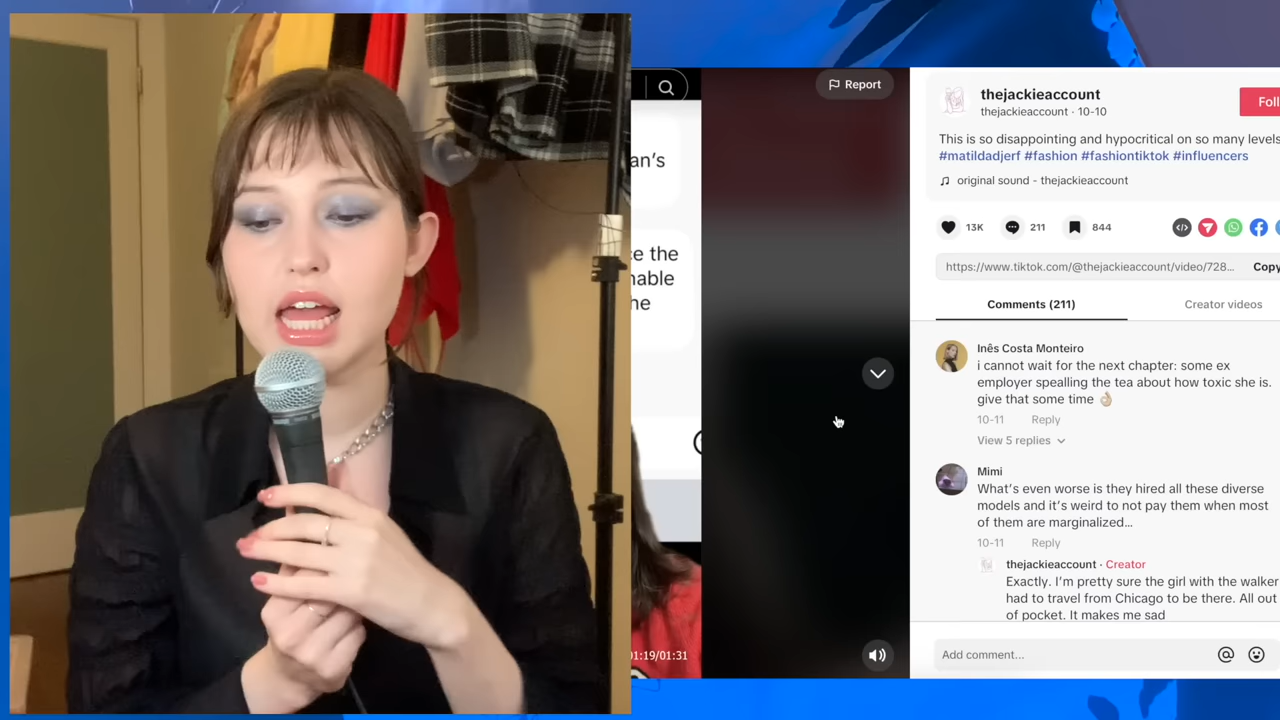 Report
an's
e the
nable
ne
01:19/01:31
thejackieaccount
thejackieaccount · 10-10
Foll
This is so disappointing and hypocritical on so many levels
#matildadjerf #fashion #fashiontiktok #influencers
original sound - thejackieaccount
13K
211
844
https://www.tiktok.com/@thejackieaccount/video/728...
Copy
Comments (211)
Creator videos
Inês Costa Monteiro
i cannot wait for the next chapter: some ex
employer spealling the tea about how toxic she is.
give that some time 👌🏼
10-11 Reply
View 5 replies
Mimi
What's even worse is they hired all these diverse
models and it's weird to not pay them when most
of them are marginalized...
10-11 Reply
thejackieaccount · Creator
Exactly. I'm pretty sure the girl with the walker
had to travel from Chicago to be there. All out
of pocket. It makes me sad
Add comment...